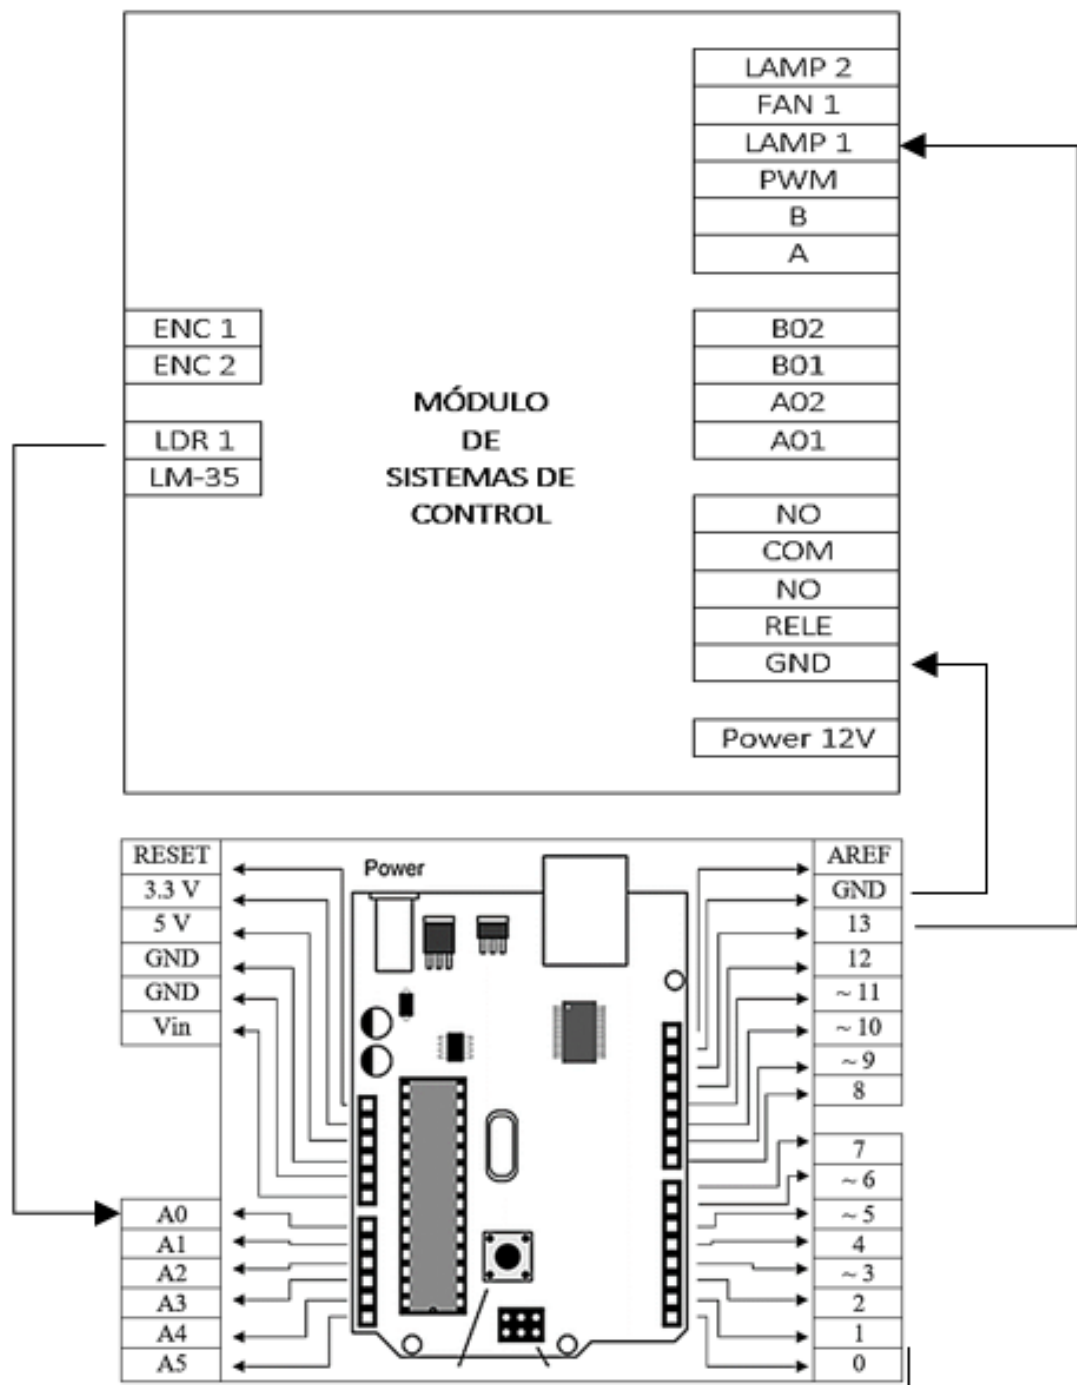 LAMP 2
FAN 1
LAMP 1
PWM
B
A
ENC 1
ENC 2
LDR 1
LM-35
MÓDULO
DE
SISTEMAS DE
CONTROL
B02
B01
A02
A01
NO
COM
NO
RELE
GND
Power 12V
RESET
3.3 V
5 V
GND
GND
Vin
A0
A1
A2
A3
A4
A5
Power
AREF
GND
13
12
~ 11
~ 10
~ 9
8
7
~ 6
~ 5
4
~ 3
2
1
0